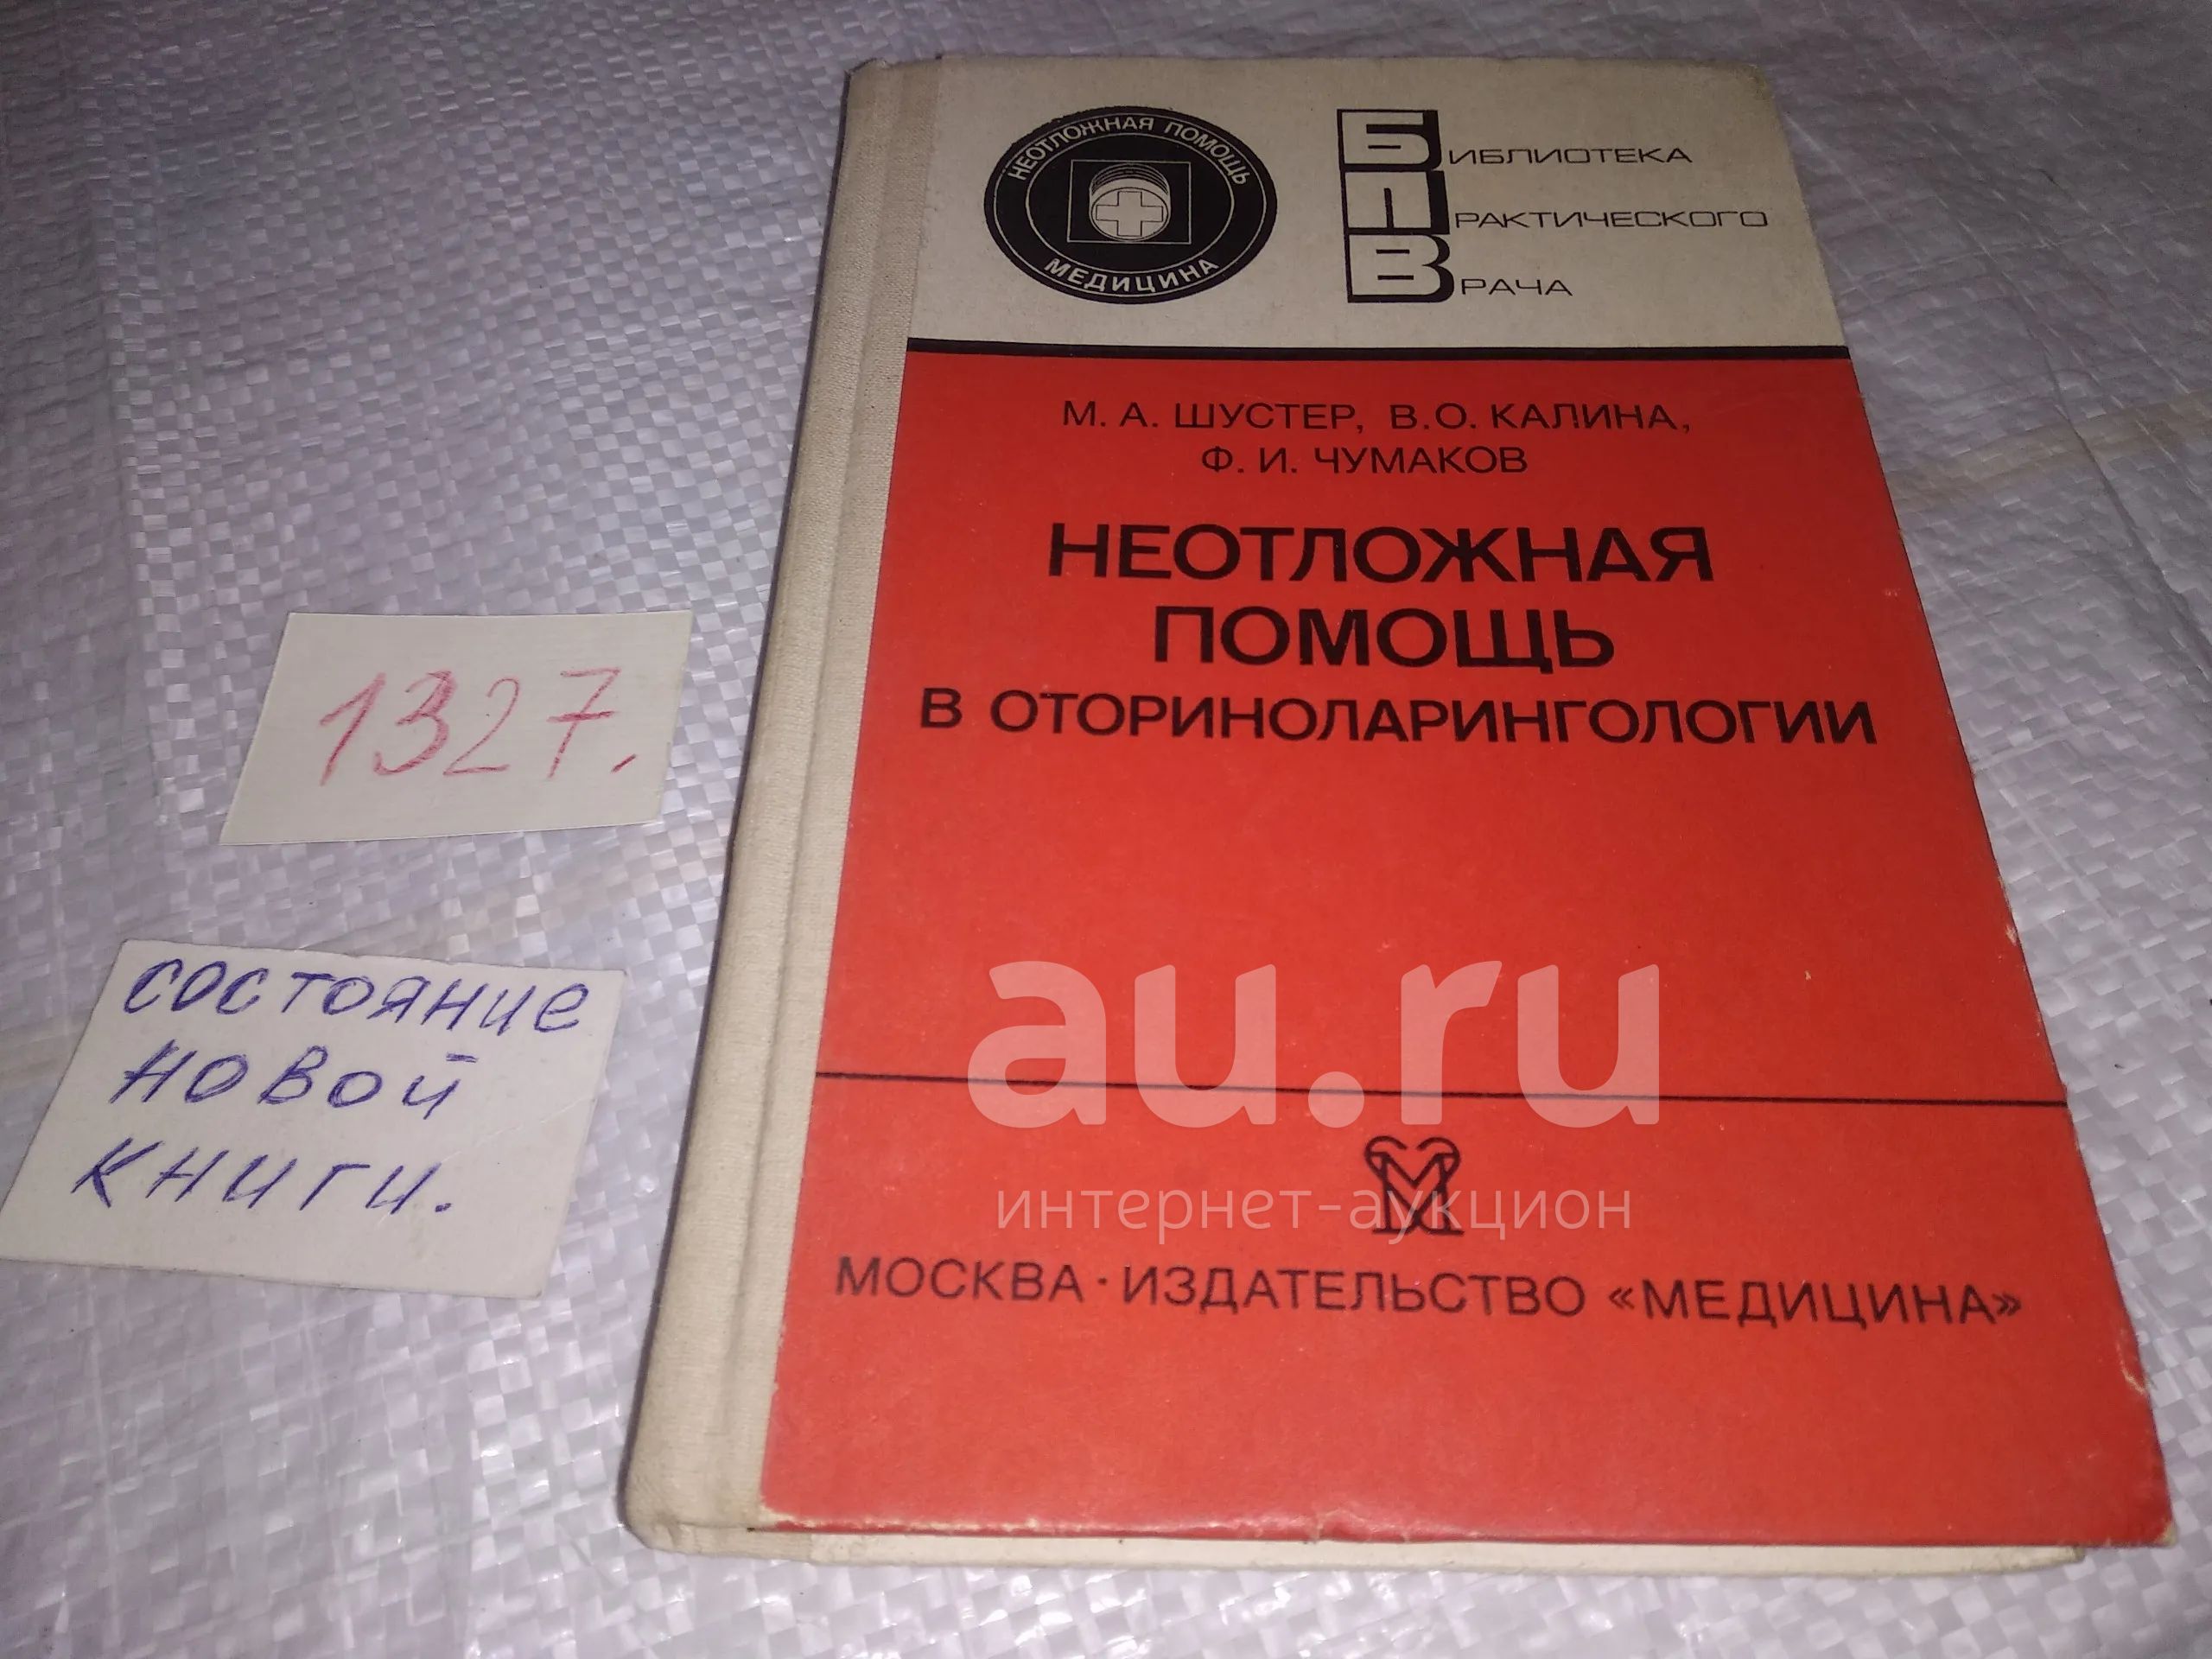 НЕОТЛОЖНАЯ ПОМОЩЬ
МЕДИЦИНА
БИБЛИОТЕКА
ПРАКТИЧЕСКОГО
ВРАЧА
М. А. ШУСТЕР, В. О. КАЛИНА,
Ф. И. ЧУМАКОВ
НЕОТЛОЖНАЯ
ПОМОЩЬ
В ОТОРИНОЛАРИНГОЛОГИИ
1327.
состояние
новой
книги.
au.ru
интернет-аукцион
МОСКВА · ИЗДАТЕЛЬСТВО «МЕДИЦИНА»